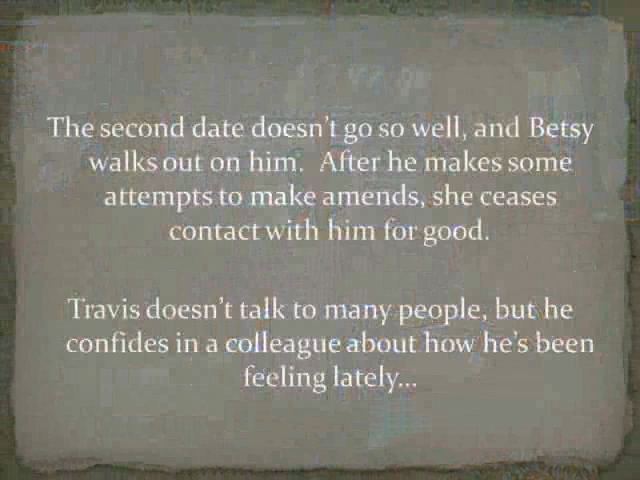 The second date doesn't go so well, and Betsy
walks out on him.  After he makes some
attempts to make amends, she ceases
contact with him for good.
Travis doesn't talk to many people, but he
confides in a colleague about how he's been
feeling lately...